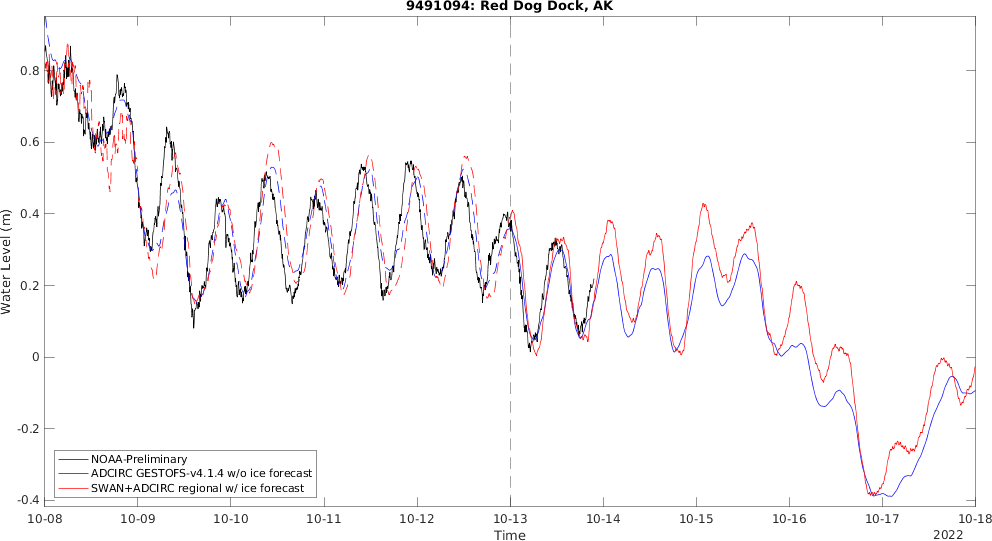 9491094: Red Dog Dock, AK
Water Level (m)
0.8
0.6
0.4
0.2
0
-0.2
-0.4
NOAA-Preliminary
ADCIRC GESTOFS-v4.1.4 w/o ice forecast
SWAN+ADCIRC regional w/ ice forecast
10-08 10-09 10-10 10-11 10-12 10-13 10-14 10-15 10-16 10-17 10-18
Time
2022